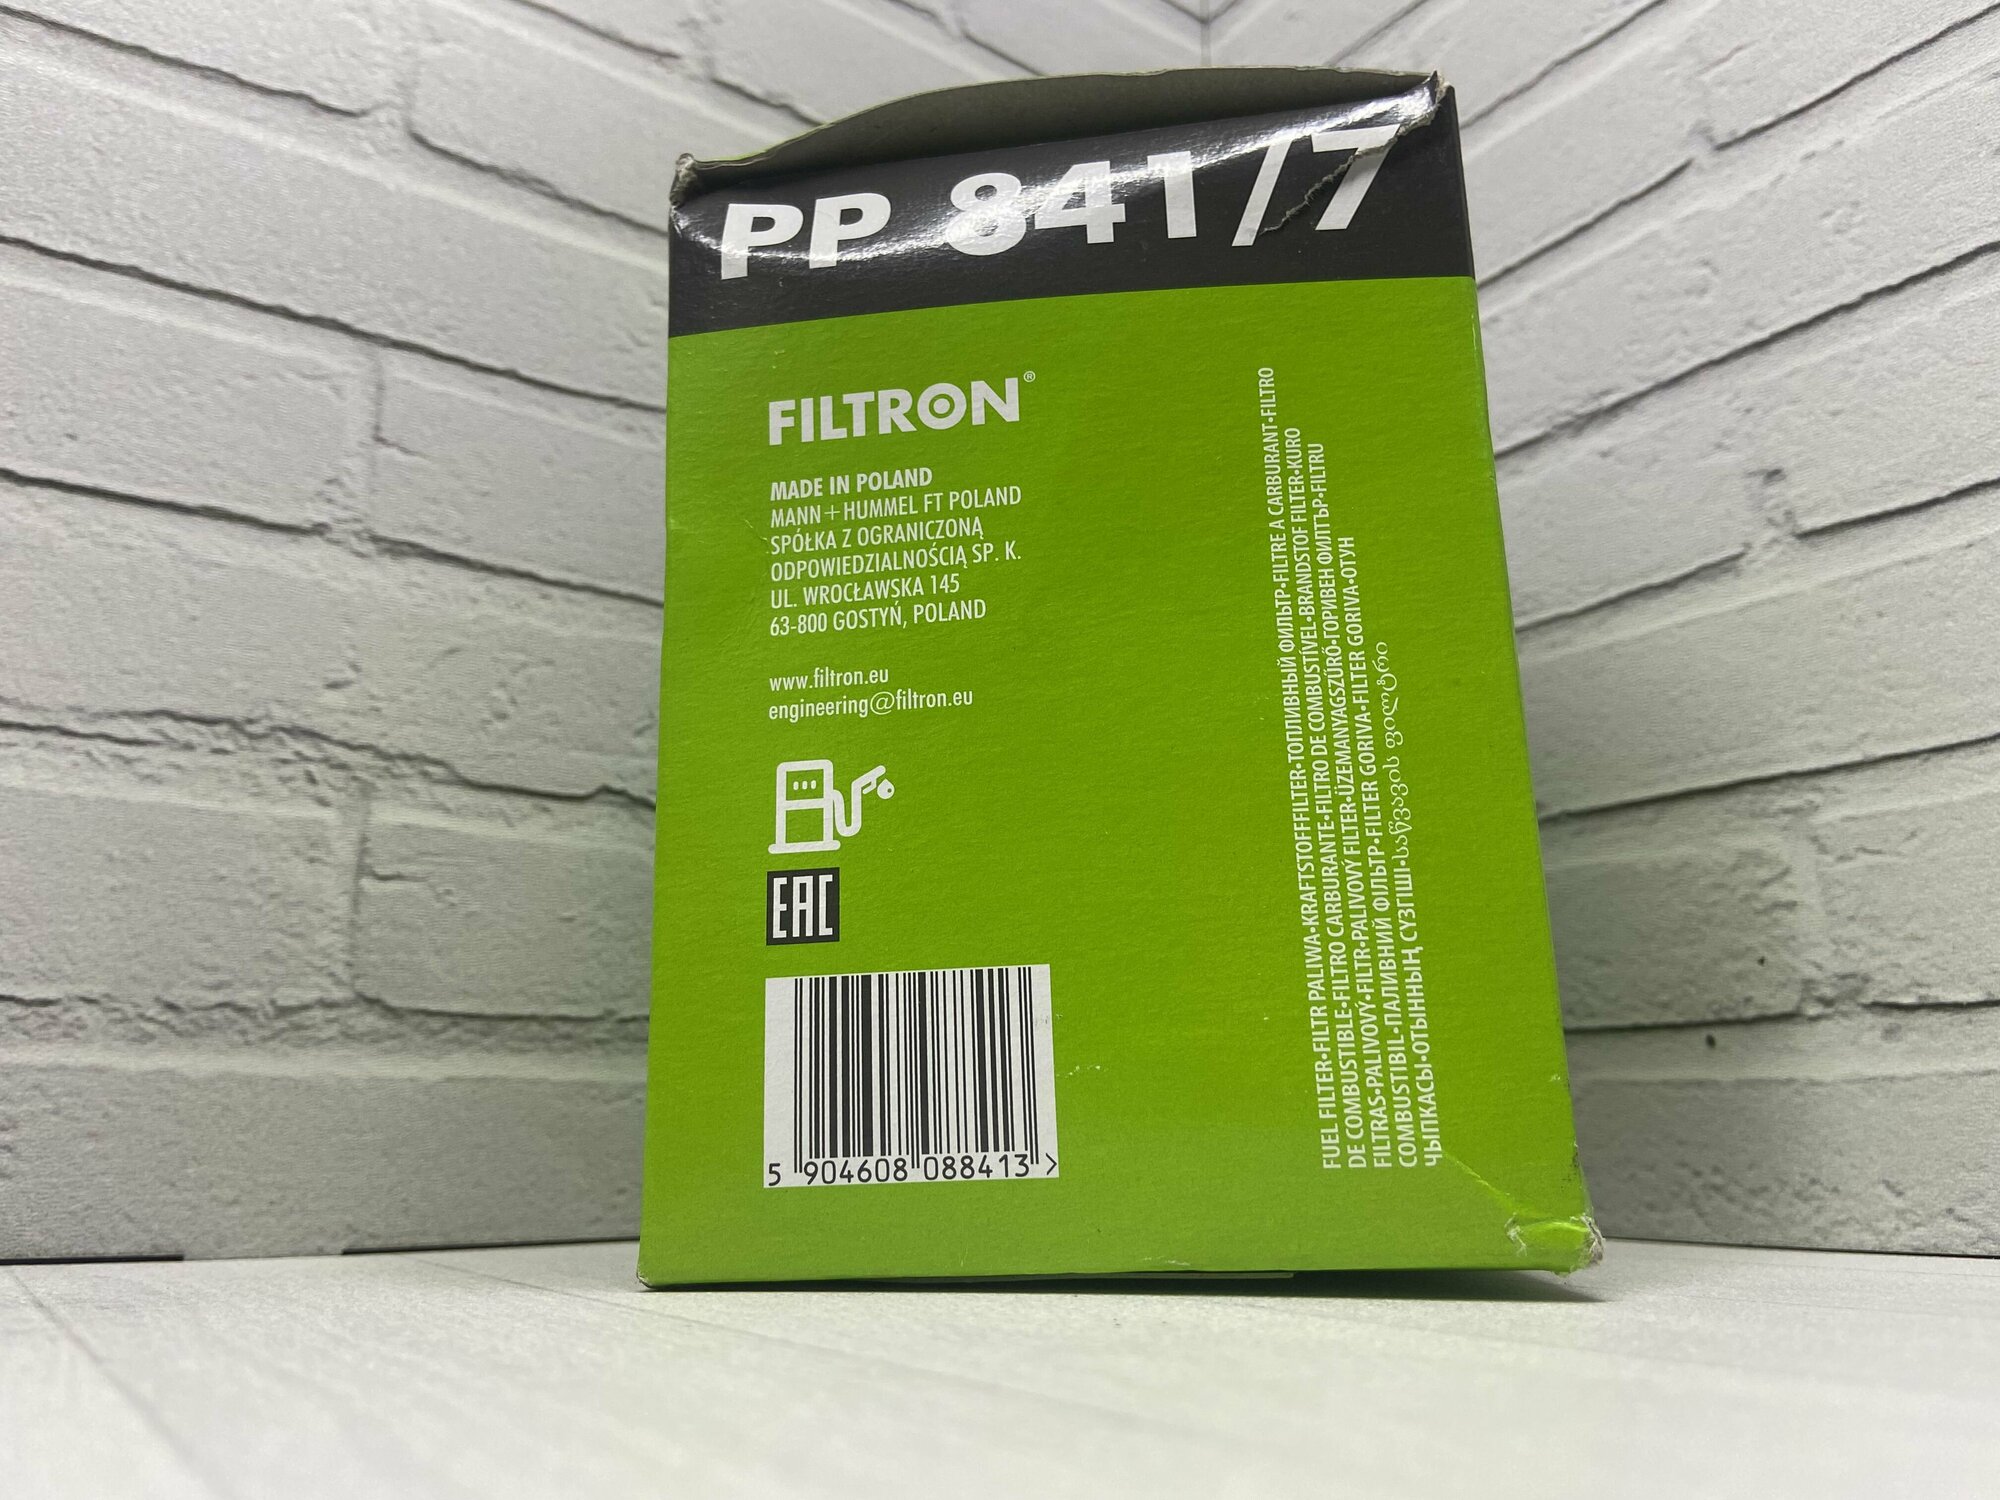 PP 841/7
FILTRON®
MADE IN POLAND
MANN+HUMMEL FT POLAND
SPÓŁKA Z OGRANICZONĄ
ODPOWIEDZIALNOŚCIĄ SP. K.
UL. WROCŁAWSKA 145
63-800 GOSTYŃ, POLAND
www.filtron.eu
engineering@filtron.eu
EAC
5 904608 088413 >
FUEL FILTER•FILTR PALIWA•KRAFTSTOFFFILTER•ТОПЛИВНЫЙ ФИЛЬТР•FILTRE A CARBURANT•FILTRO
DE COMBUSTIBLE•FILTRO CARBURANTE•FILTRO DE COMBUSTÍVEL•BRANDSTOF FILTER•KURO
FILTRAS•PALIVOVÝ•FILTR•PALIVOVÝ FILTER•ÜZEMANYAGSZŰRŐ•ГОРИВЕН ФИЛТЪР•FILTRU
COMBUSTIBIL•ПАЛИВНИЙ ФІЛЬТР•FILTER GORIVA•FILTER GORIVA•ОТУН
ЧЫПКАСЫ•ОТЫННЫҢ СҮЗГІШІ•საწვავის ფილტრი